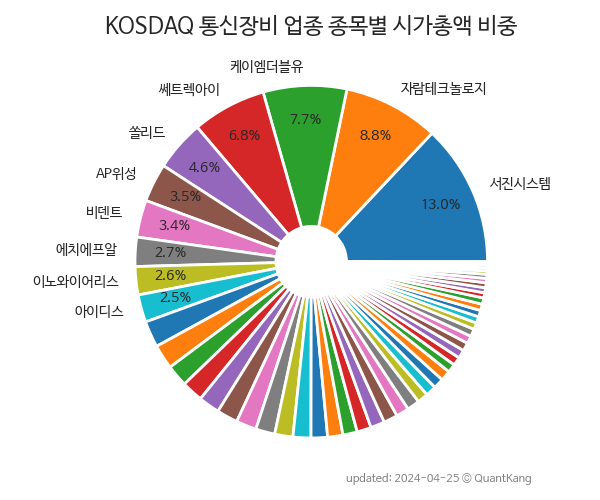 KOSDAQ 통신장비 업종 종목별 시가총액 비중
케이엠더블유
자람테크놀로지
쎄트렉아이
7.7%
8.8%
6.8%
쏠리드
4.6%
AP위성
서진시스템
3.5%
13.0%
비덴트
3.4%
에치에프알
2.7%
이노와이어리스
2.6%
아이디스
2.5%
updated: 2024-04-25 © QuantKang